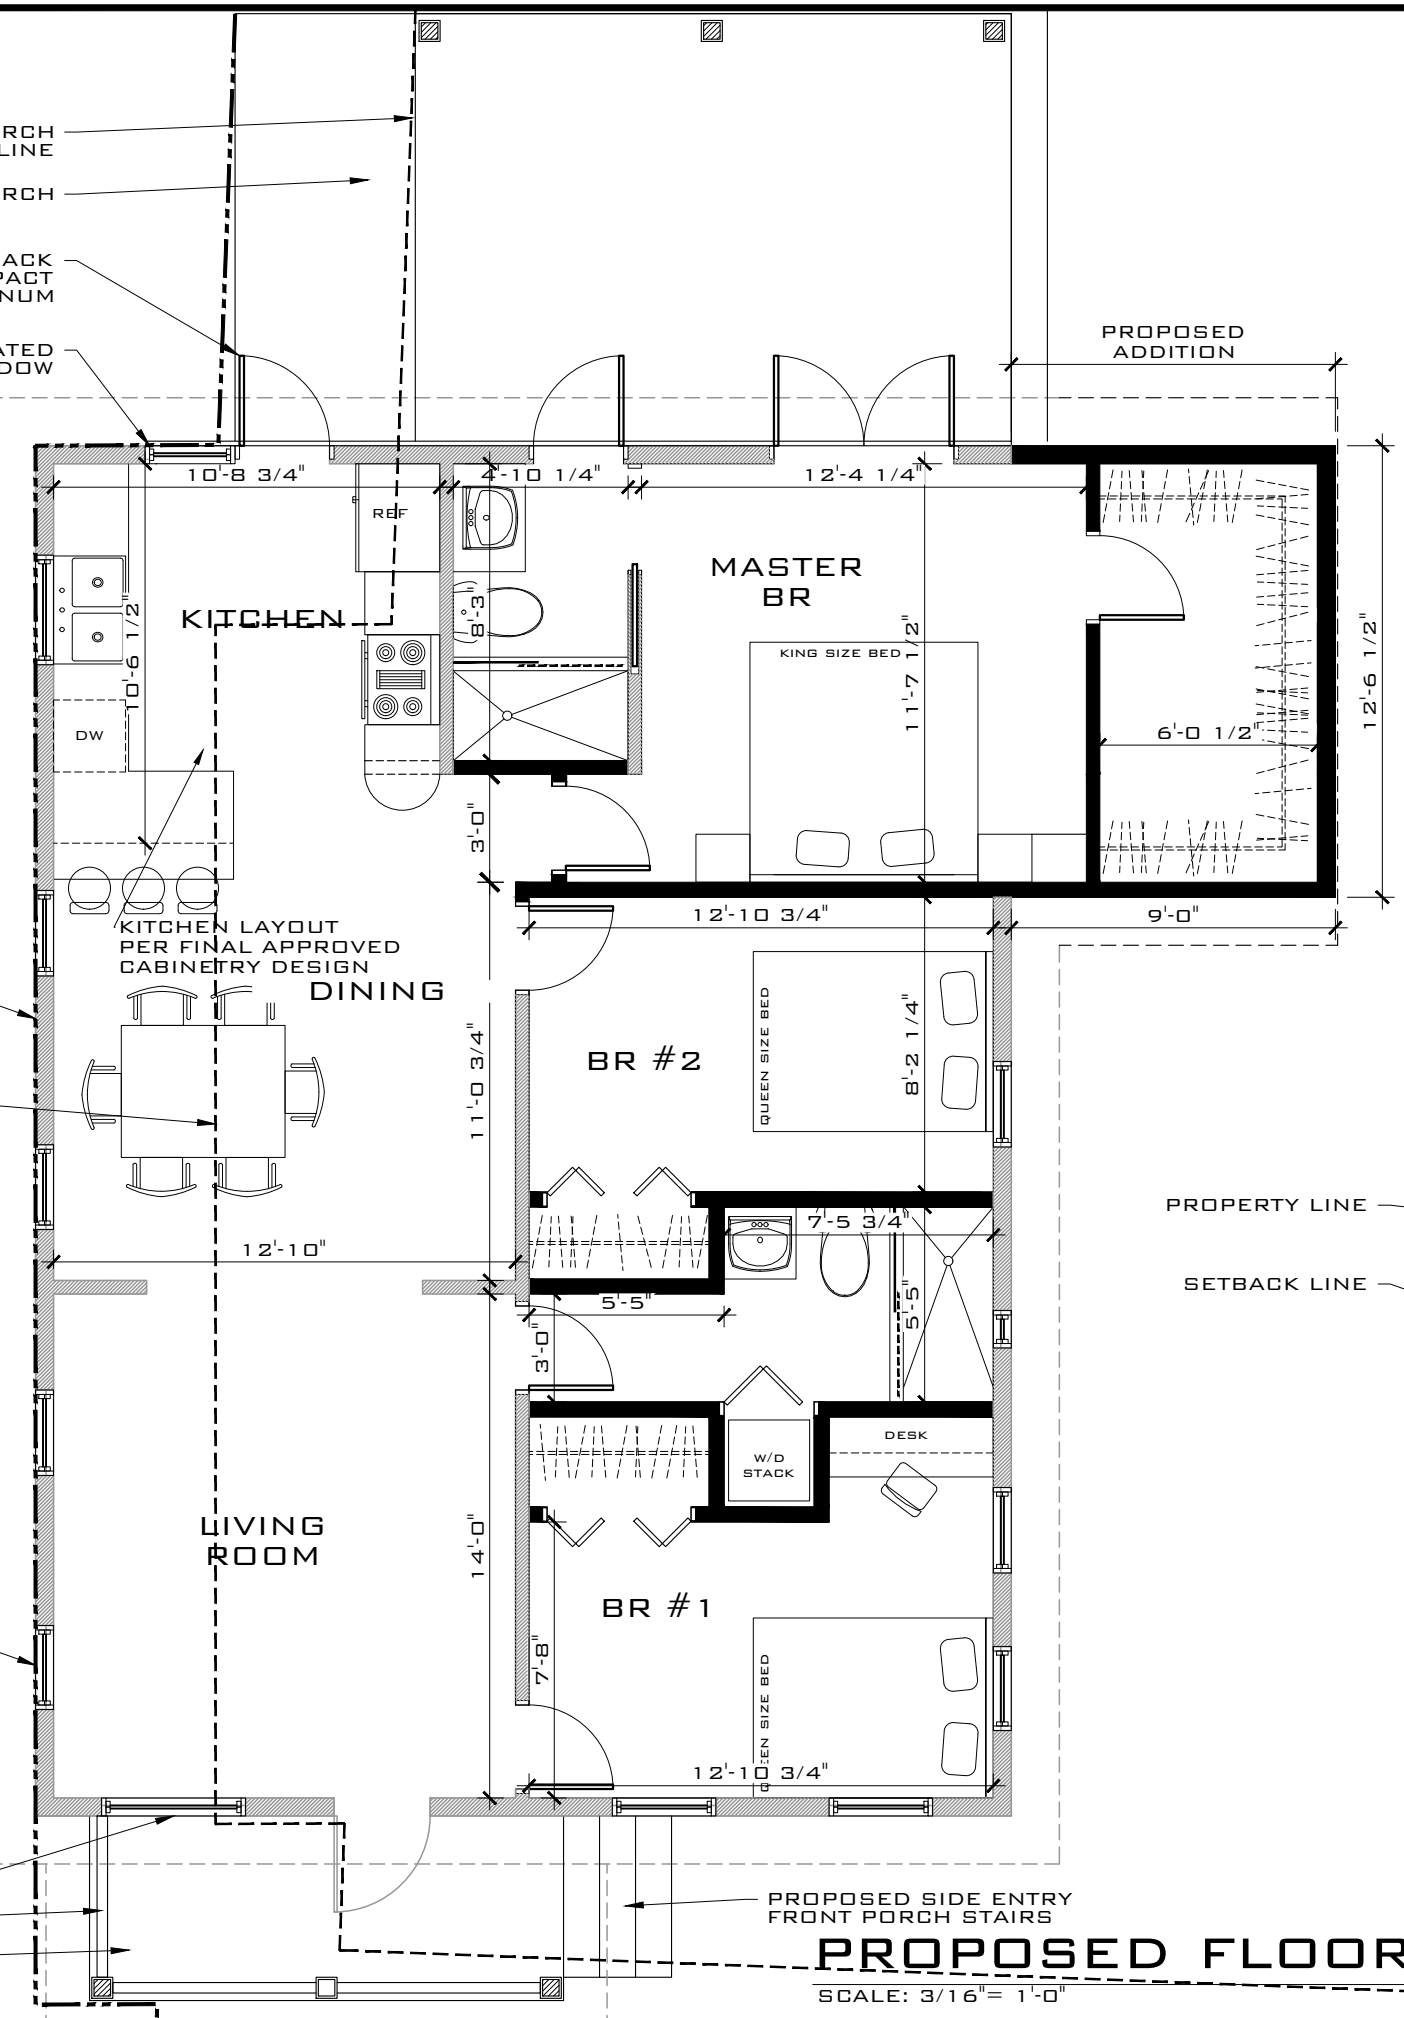 RCH
LINE
RCH
ACK
PACT
NUM
ATED
DOW
PROPOSED
ADDITION
10'-8 3/4"
4'-10 1/4"
12'-4 1/4"
REF
MASTER
BR
KITCHEN
8'-3"
10'-6 1/2"
KING SIZE BED
11'-7 1/2"
12'-6 1/2"
DW
6'-0 1/2"
3'-0"
KITCHEN LAYOUT
PER FINAL APPROVED
CABINETRY DESIGN
12'-10 3/4"
9'-0"
DINING
QUEEN SIZE BED
8'-2 1/4"
BR #2
11'-0 3/4"
PROPERTY LINE
7'-5 3/4"
12'-10"
SETBACK LINE
5'-5"
5'-5"
3'-0"
DESK
W/D
STACK
LIVING
ROOM
14'-0"
BR #1
7'-8"
QUEEN SIZE BED
12'-10 3/4"
PROPOSED SIDE ENTRY
FRONT PORCH STAIRS
PROPOSED FLOOR
SCALE: 3/16"= 1'-0"